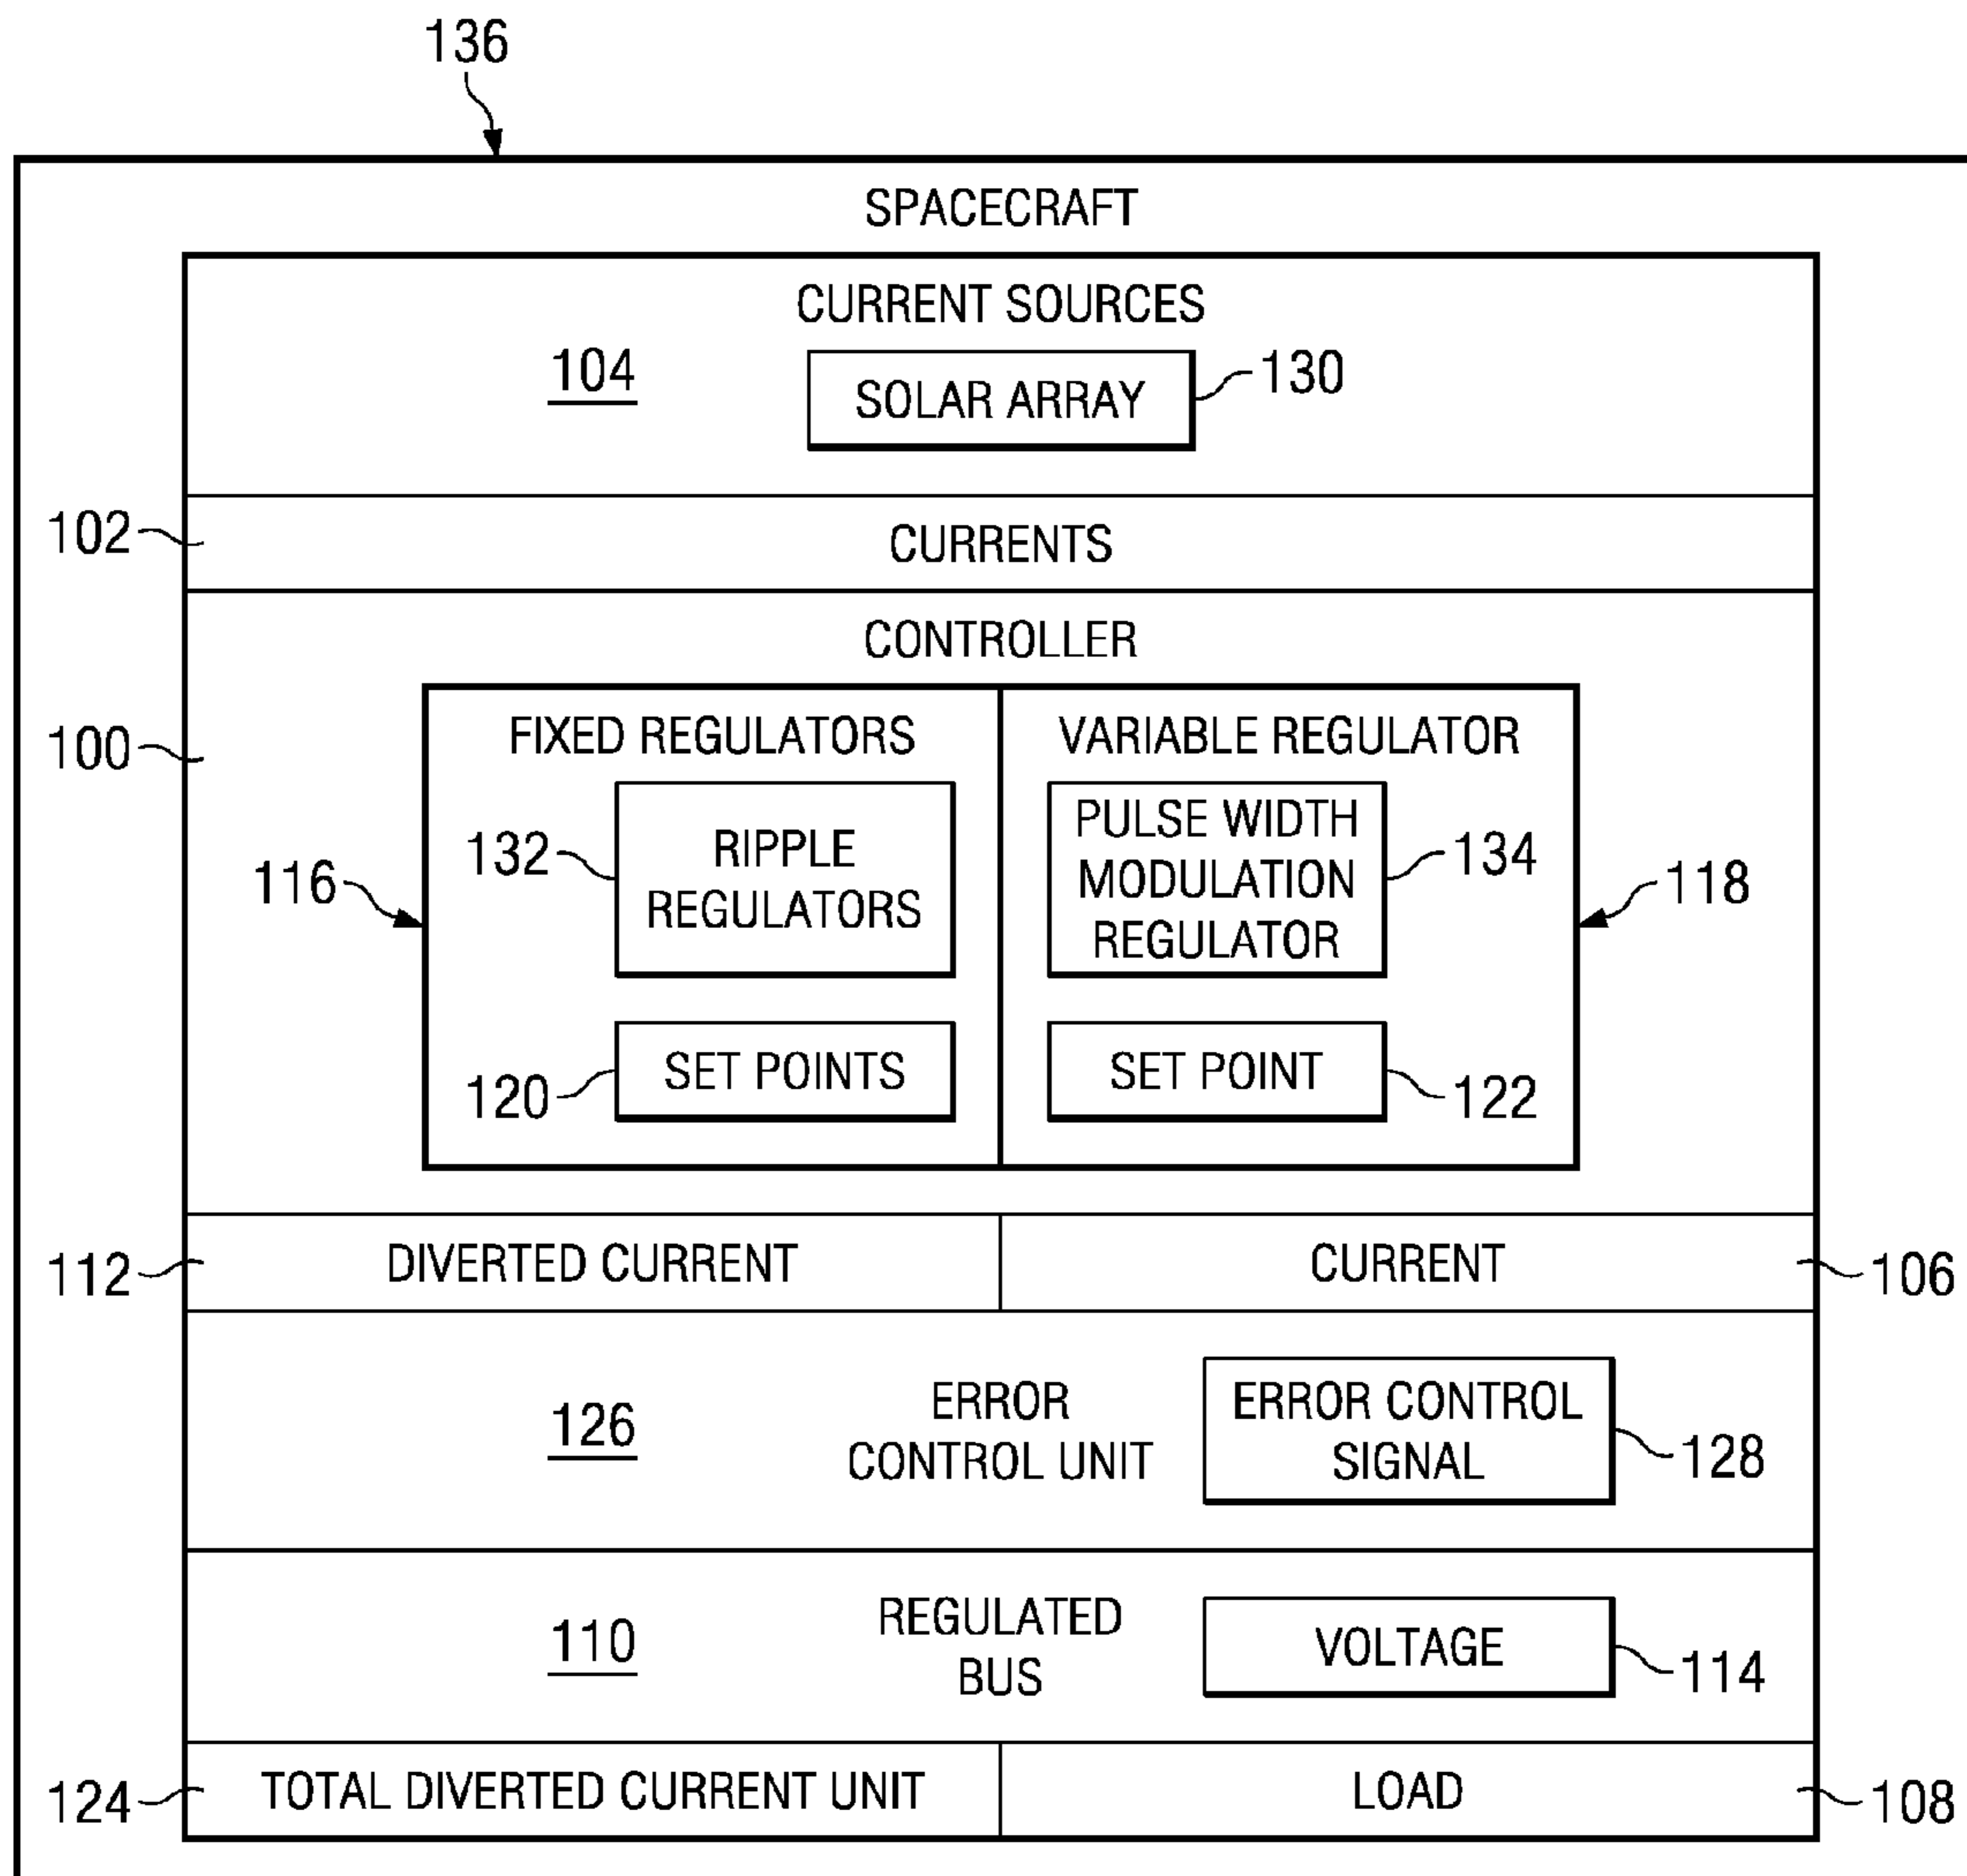 136
SPACECRAFT
CURRENT SOURCES
104
SOLAR ARRAY
130
102
CURRENTS
CONTROLLER
100
FIXED REGULATORS
VARIABLE REGULATOR
116
132
RIPPLE
REGULATORS
PULSE WIDTH
MODULATION
REGULATOR
134
118
120
SET POINTS
SET POINT
122
112
DIVERTED CURRENT
CURRENT
106
126
ERROR
CONTROL UNIT
ERROR CONTROL
SIGNAL
128
110
REGULATED
BUS
VOLTAGE
114
124
TOTAL DIVERTED CURRENT UNIT
LOAD
108